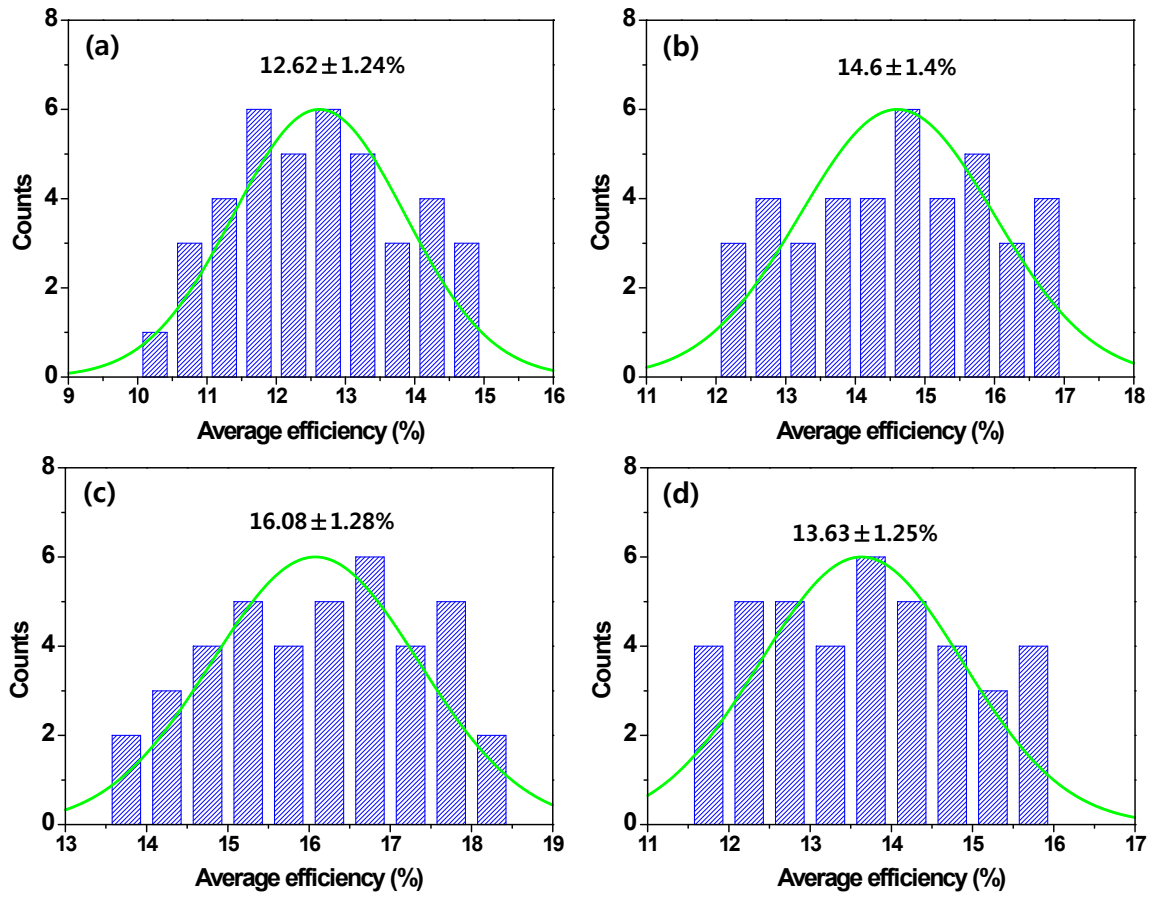 (a)
12.62±1.24%
8
6
4
2
0
Counts
9 10 11 12 13 14 15 16
Average efficiency (%)
(b)
14.6±1.4%
8
6
4
2
0
Counts
11 12 13 14 15 16 17 18
Average efficiency (%)
(c)
16.08±1.28%
8
6
4
2
0
Counts
13 14 15 16 17 18 19
Average efficiency (%)
(d)
13.63±1.25%
8
6
4
2
0
Counts
11 12 13 14 15 16 17
Average efficiency (%)